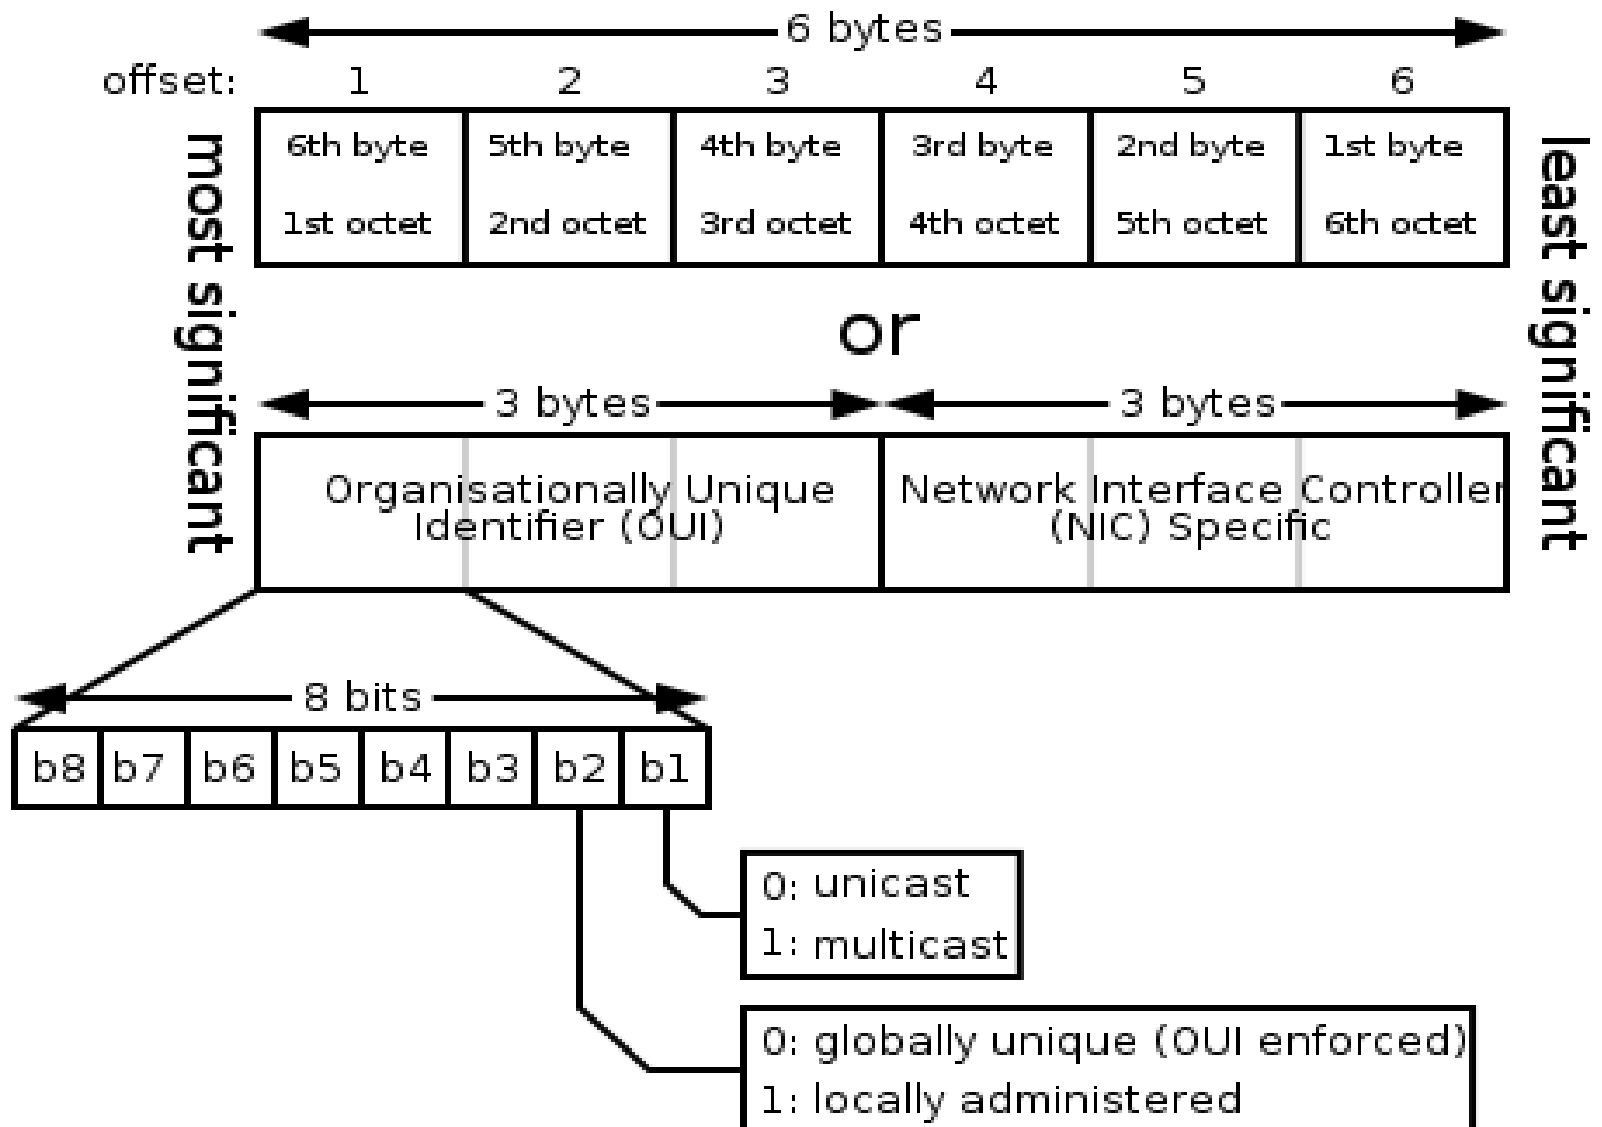 6 bytes
offset: 1 2 3 4 5 6
6th byte 5th byte 4th byte 3rd byte 2nd byte 1st byte
1st octet 2nd octet 3rd octet 4th octet 5th octet 6th octet
most significant
least significant
or
3 bytes 3 bytes
Organisationally Unique
Identifier (OUI)
Network Interface Controller
(NIC) Specific
8 bits
b8 b7 b6 b5 b4 b3 b2 b1
0: unicast
1: multicast
0: globally unique (OUI enforced)
1: locally administered